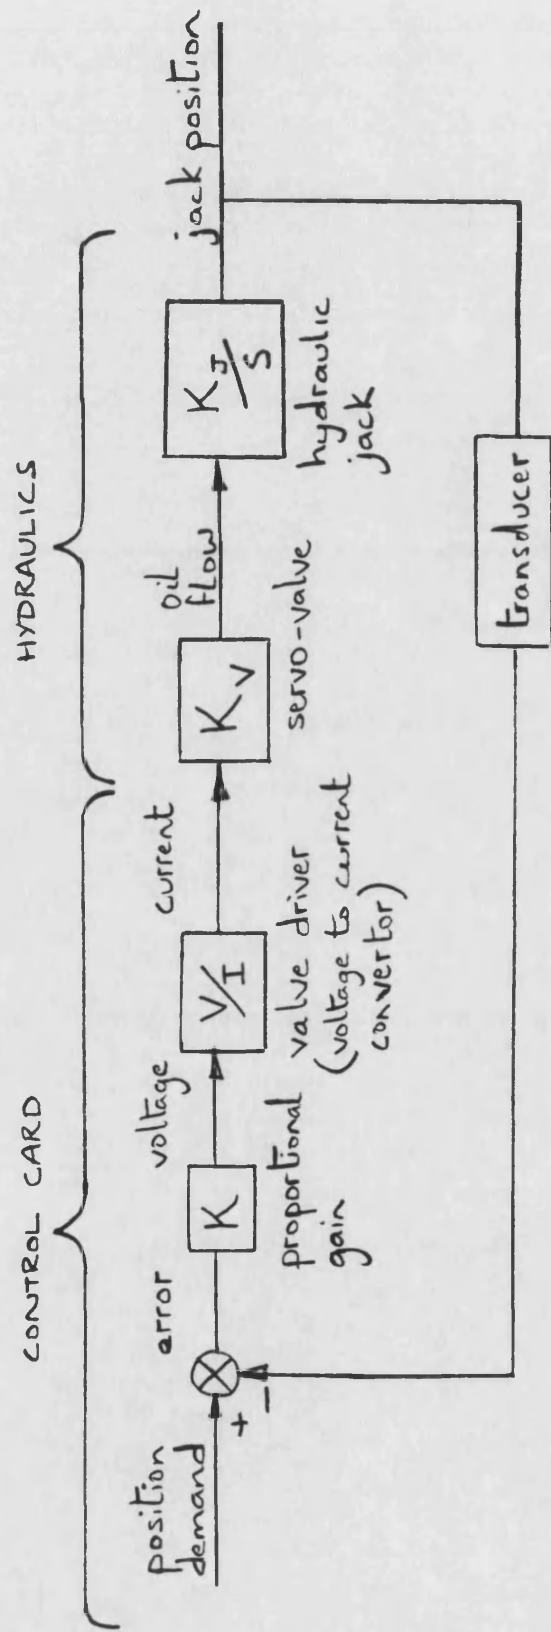 CONTROL CARD
HYDRAULICS
position
demand
+
-
error
K
proportional
gain
voltage
V/I
valve driver
(voltage to current
convertor)
current
Kv
servo-valve
oil
flow
KJ/S
hydraulic
jack
jack position
transducer